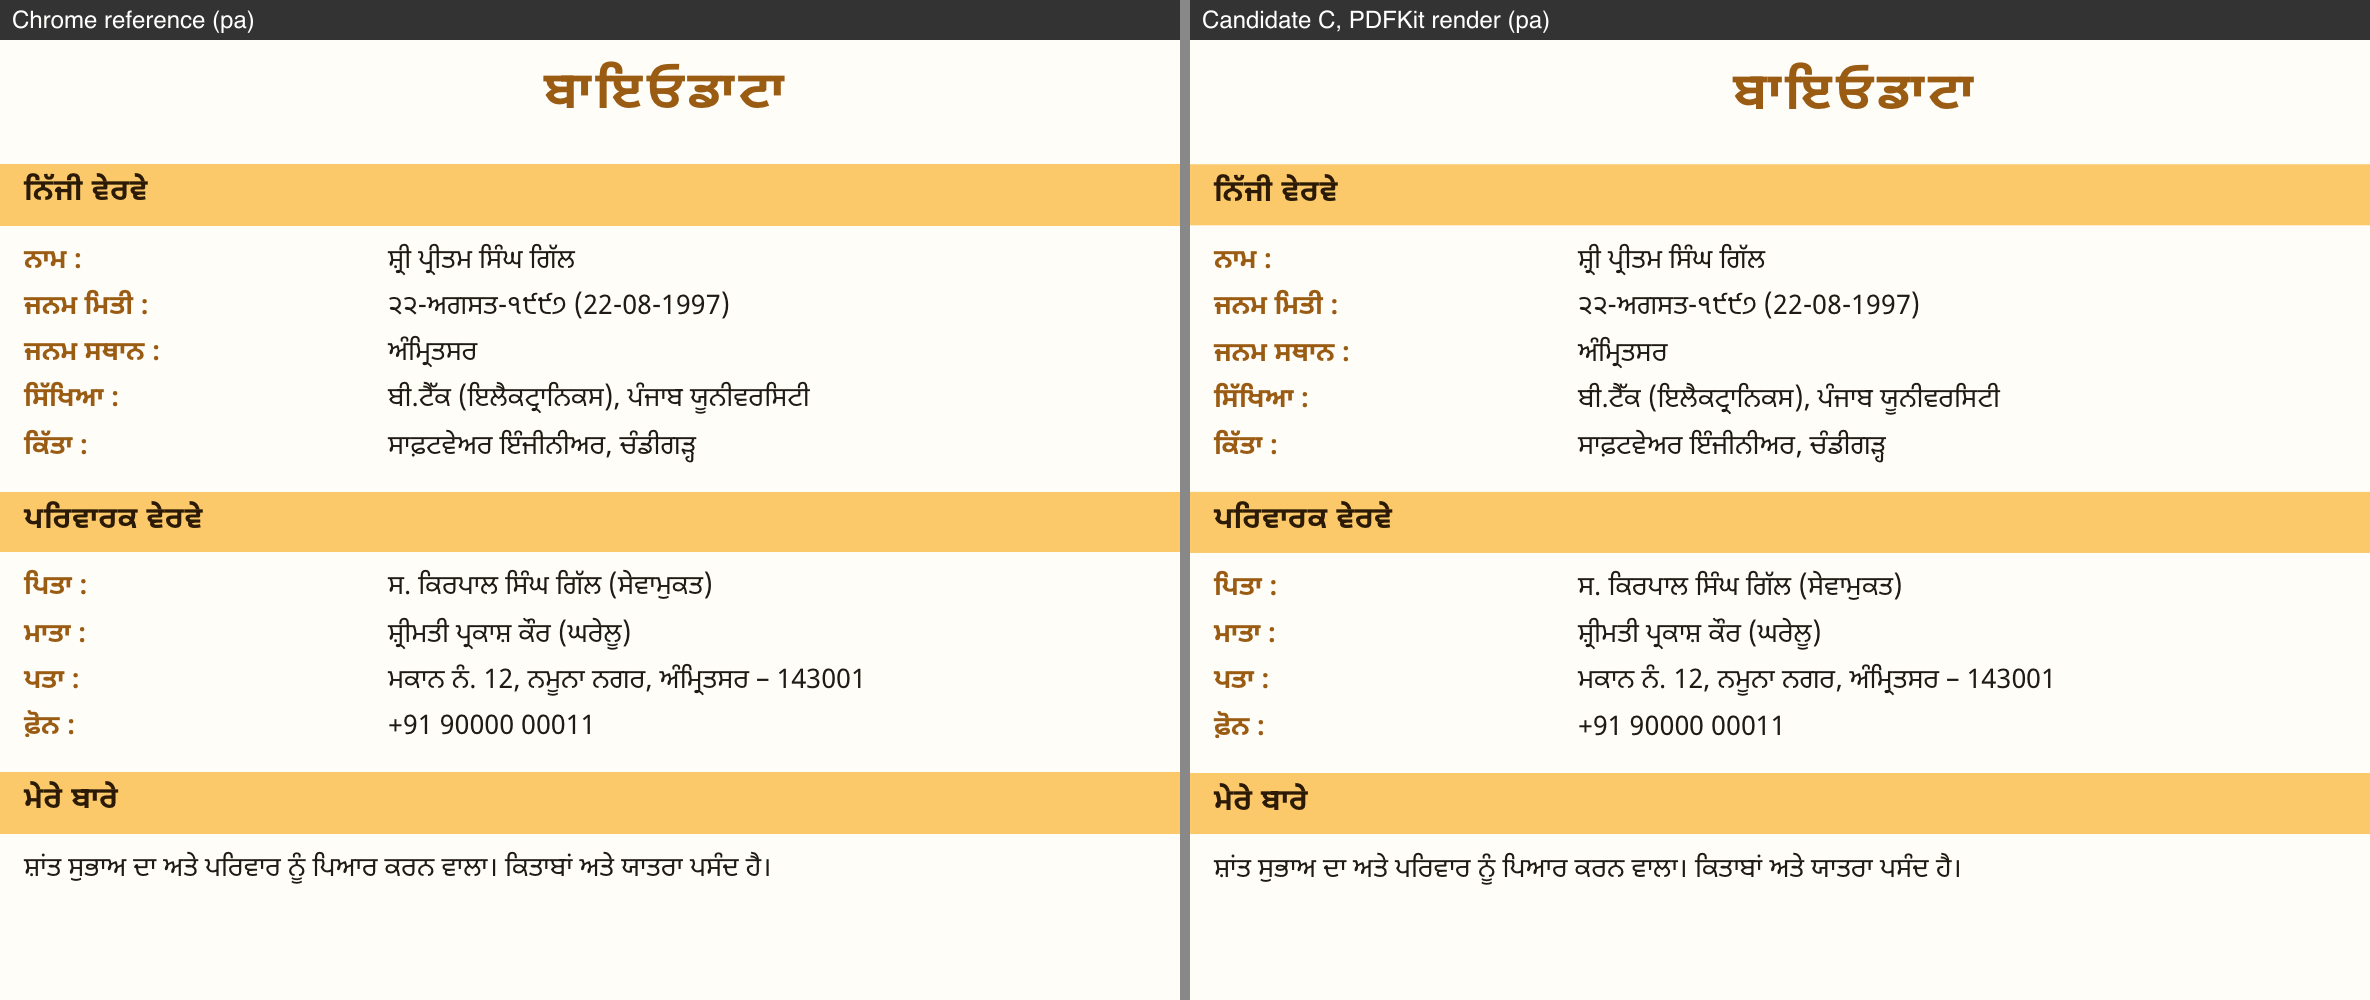 Chrome reference (pa)
ਬਾਇਓਡਾਟਾ
ਨਿੱਜੀ ਵੇਰਵੇ
ਨਾਮ : ਸ਼੍ਰੀ ਪ੍ਰੀਤਮ ਸਿੰਘ ਗਿੱਲ
ਜਨਮ ਮਿਤੀ : ੨੨-ਅਗਸਤ-੧੯੯੭ (22-08-1997)
ਜਨਮ ਸਥਾਨ : ਅੰਮ੍ਰਿਤਸਰ
ਸਿੱਖਿਆ : ਬੀ.ਟੈੱਕ (ਇਲੈਕਟ੍ਰਾਨਿਕਸ), ਪੰਜਾਬ ਯੂਨੀਵਰਸਿਟੀ
ਕਿੱਤਾ : ਸਾਫ਼ਟਵੇਅਰ ਇੰਜੀਨੀਅਰ, ਚੰਡੀਗੜ੍ਹ
ਪਰਿਵਾਰਕ ਵੇਰਵੇ
ਪਿਤਾ : ਸ. ਕਿਰਪਾਲ ਸਿੰਘ ਗਿੱਲ (ਸੇਵਾਮੁਕਤ)
ਮਾਤਾ : ਸ਼੍ਰੀਮਤੀ ਪ੍ਰਕਾਸ਼ ਕੌਰ (ਘਰੇਲੂ)
ਪਤਾ : ਮਕਾਨ ਨੰ. 12, ਨਮੂਨਾ ਨਗਰ, ਅੰਮ੍ਰਿਤਸਰ – 143001
ਫ਼ੋਨ : +91 90000 00011
ਮੇਰੇ ਬਾਰੇ
ਸ਼ਾਂਤ ਸੁਭਾਅ ਦਾ ਅਤੇ ਪਰਿਵਾਰ ਨੂੰ ਪਿਆਰ ਕਰਨ ਵਾਲਾ। ਕਿਤਾਬਾਂ ਅਤੇ ਯਾਤਰਾ ਪਸੰਦ ਹੈ।
Candidate C, PDFKit render (pa)
ਬਾਇਓਡਾਟਾ
ਨਿੱਜੀ ਵੇਰਵੇ
ਨਾਮ : ਸ਼੍ਰੀ ਪ੍ਰੀਤਮ ਸਿੰਘ ਗਿੱਲ
ਜਨਮ ਮਿਤੀ : ੨੨-ਅਗਸਤ-੧੯੯੭ (22-08-1997)
ਜਨਮ ਸਥਾਨ : ਅੰਮ੍ਰਿਤਸਰ
ਸਿੱਖਿਆ : ਬੀ.ਟੈੱਕ (ਇਲੈਕਟ੍ਰਾਨਿਕਸ), ਪੰਜਾਬ ਯੂਨੀਵਰਸਿਟੀ
ਕਿੱਤਾ : ਸਾਫ਼ਟਵੇਅਰ ਇੰਜੀਨੀਅਰ, ਚੰਡੀਗੜ੍ਹ
ਪਰਿਵਾਰਕ ਵੇਰਵੇ
ਪਿਤਾ : ਸ. ਕਿਰਪਾਲ ਸਿੰਘ ਗਿੱਲ (ਸੇਵਾਮੁਕਤ)
ਮਾਤਾ : ਸ਼੍ਰੀਮਤੀ ਪ੍ਰਕਾਸ਼ ਕੌਰ (ਘਰੇਲੂ)
ਪਤਾ : ਮਕਾਨ ਨੰ. 12, ਨਮੂਨਾ ਨਗਰ, ਅੰਮ੍ਰਿਤਸਰ – 143001
ਫ਼ੋਨ : +91 90000 00011
ਮੇਰੇ ਬਾਰੇ
ਸ਼ਾਂਤ ਸੁਭਾਅ ਦਾ ਅਤੇ ਪਰਿਵਾਰ ਨੂੰ ਪਿਆਰ ਕਰਨ ਵਾਲਾ। ਕਿਤਾਬਾਂ ਅਤੇ ਯਾਤਰਾ ਪਸੰਦ ਹੈ।